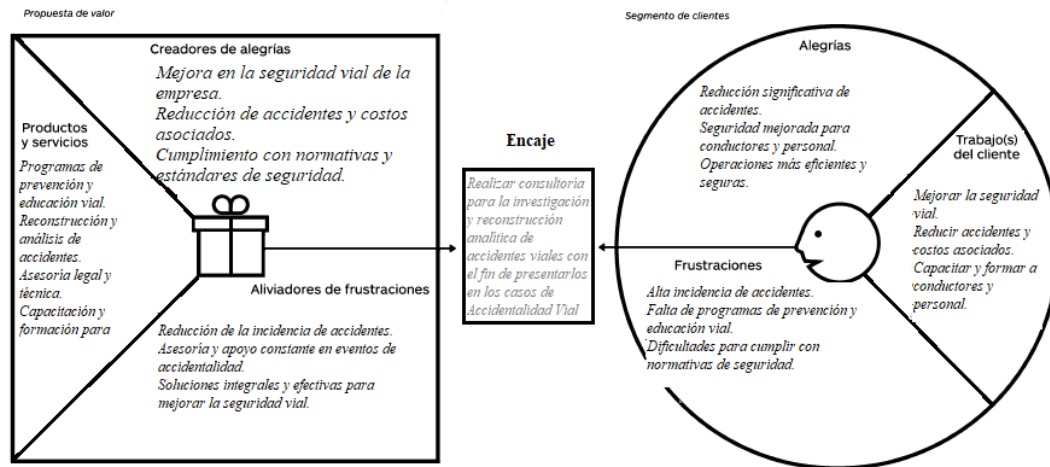 Propuesta de valor
Creadores de alegrías
Mejora en la seguridad vial de la
empresa.
Reducción de accidentes y costos
asociados.
Cumplimiento con normativas y
estándares de seguridad.
Productos
y servicios
Programas de
prevención y
educación vial.
Reconstrucción y
análisis de
accidentes.
Asesoría legal y
técnica.
Capacitación y
formación para
Aliviadores de frustraciones
Reducción de la incidencia de accidentes.
Asesoría y apoyo constante en eventos de
accidentalidad.
Soluciones integrales y efectivas para
mejorar la seguridad vial.
Encaje
Realizar consultoria
para la investigación
y reconstrucción
analítica de
accidentes viales con
el fin de presentarlos
en los casos de
Accidentalidad Vial
Segmento de clientes
Alegrías
Reducción significativa de
accidentes.
Seguridad mejorada para
conductores y personal.
Operaciones más eficientes y
seguras.
Trabajo(s)
del cliente
Mejorar la seguridad
vial.
Reducir accidentes y
costos asociados.
Capacitar y formar a
conductores y
personal.
Frustraciones
Alta incidencia de accidentes.
Falta de programas de prevención y
educación vial.
Dificultades para cumplir con
normativas de seguridad.